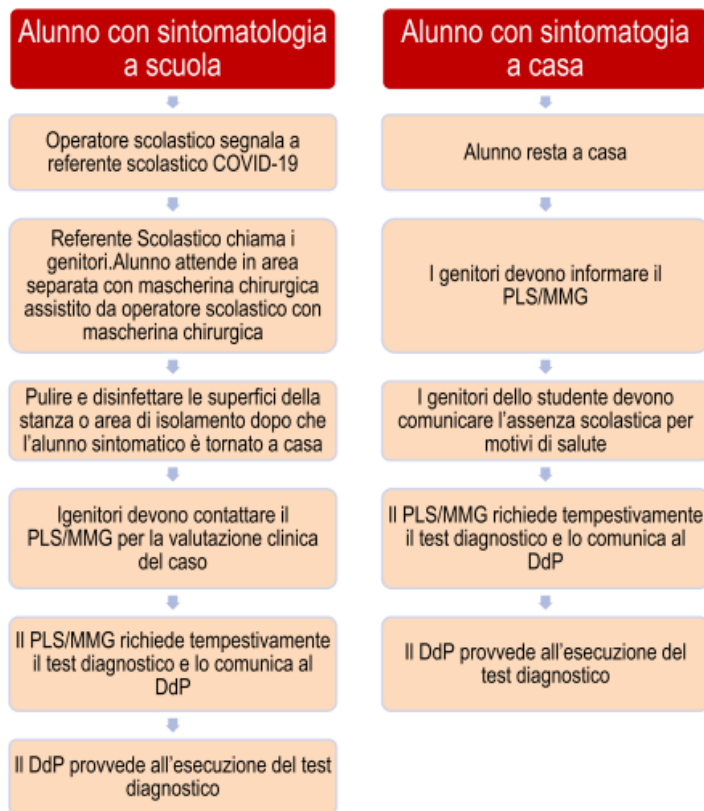 Alunno con sintomatologia
a scuola
Operatore scolastico segnala a
referente scolastico COVID-19
Referente Scolastico chiama i
genitori.Alunno attende in area
separata con mascherina chirurgica
assistito da operatore scolastico con
mascherina chirurgica
Pulire e disinfettare le superfici della
stanza o area di isolamento dopo che
l'alunno sintomatico è tornato a casa
Igenitori devono contattare il
PLS/MMG per la valutazione clinica
del caso
Il PLS/MMG richiede tempestivamente
il test diagnostico e lo comunica al
DdP
Il DdP provvede all'esecuzione del test
diagnostico
Alunno con sintomatogia
a casa
Alunno resta a casa
I genitori devono informare il
PLS/MMG
I genitori dello studente devono
comunicare l'assenza scolastica per
motivi di salute
Il PLS/MMG richiede tempestivamente
il test diagnostico e lo comunica al
DdP
Il DdP provvede all'esecuzione del
test diagnostico